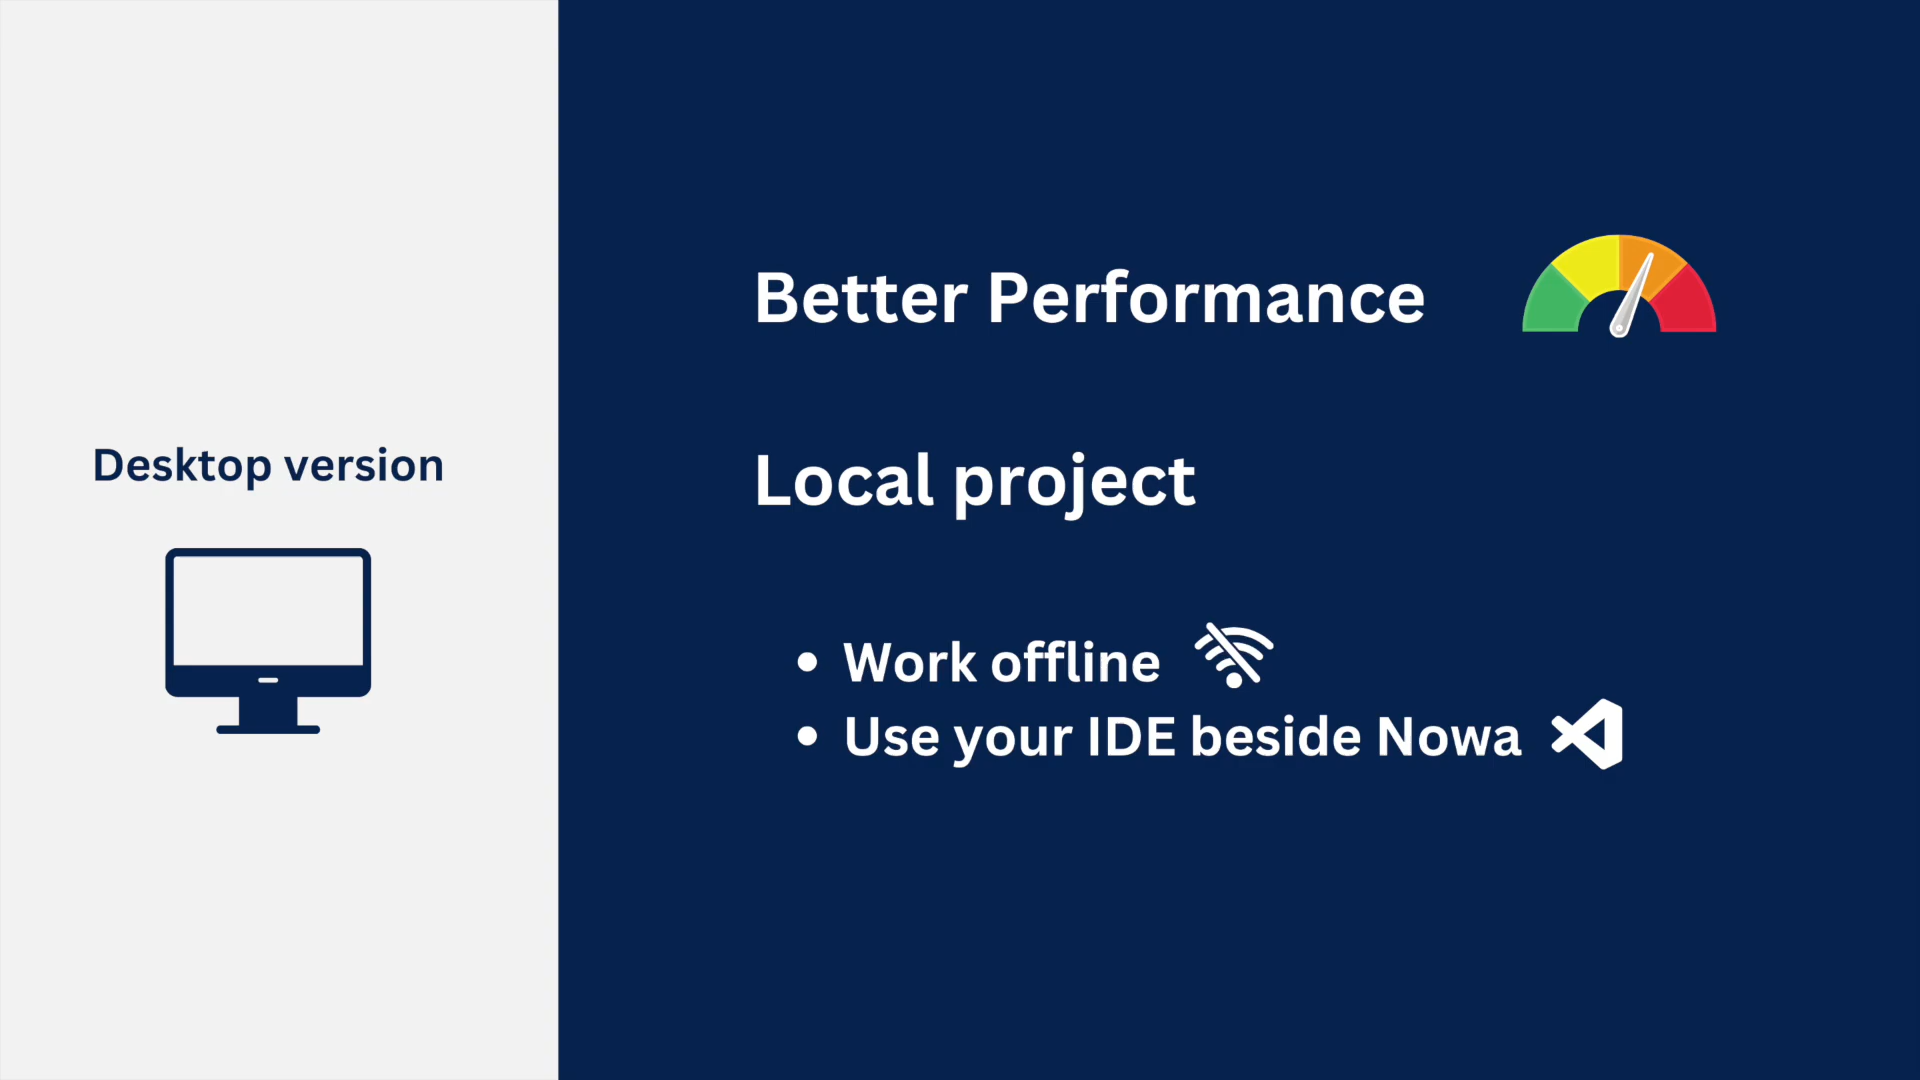 Desktop version
Better Performance
Local project
• Work offline
• Use your IDE beside Nowa